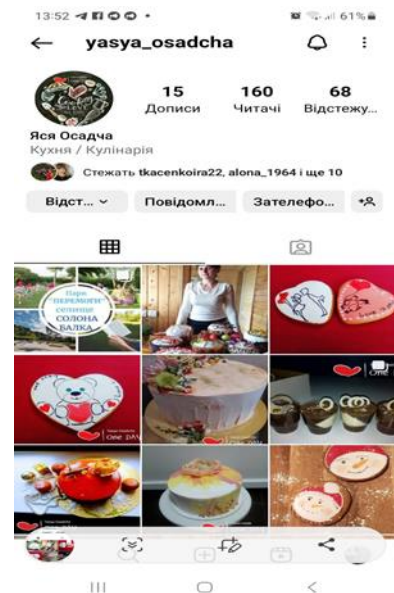 13:52
61%
yasya_osadcha
15 160 68
Дописи Читачі Відстежу...
Яся Осадча
Кухня / Кулінарія
Стежать tkacenkoira22, alona_1964 і ще 10
Відст... Повідомл... Зателефо...
Парк
"ПЕРЕМОГИ"
селище
СОЛОНА
БАЛКА
One DAY
One